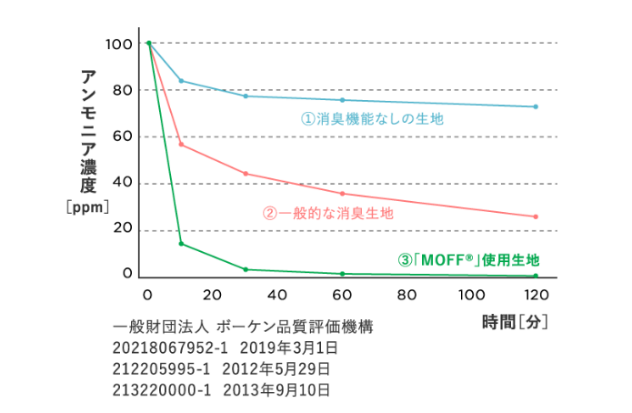 100
80
60
40
20
0
アンモニア濃度
[ppm]
①消臭機能なしの生地
②一般的な消臭生地
③「MOFF®」使用生地
0 20 40 60 80 100 120
時間[分]
一般財団法人 ボーケン品質評価機構
20218067952-1 2019年3月1日
212205995-1 2012年5月29日
213220000-1 2013年9月10日